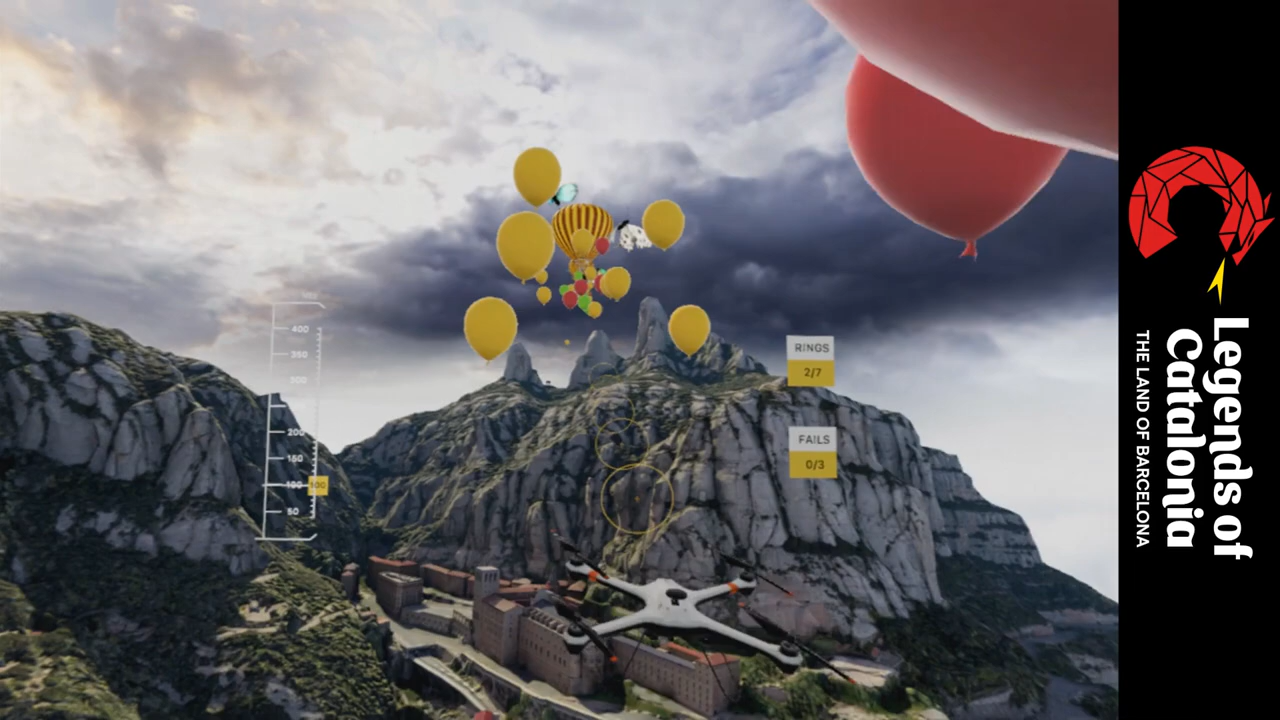 400
350
300
200
150
100
100
50
RINGS
2/7
FAILS
0/3
Legends of
Catalonia
THE LAND OF BARCELONA